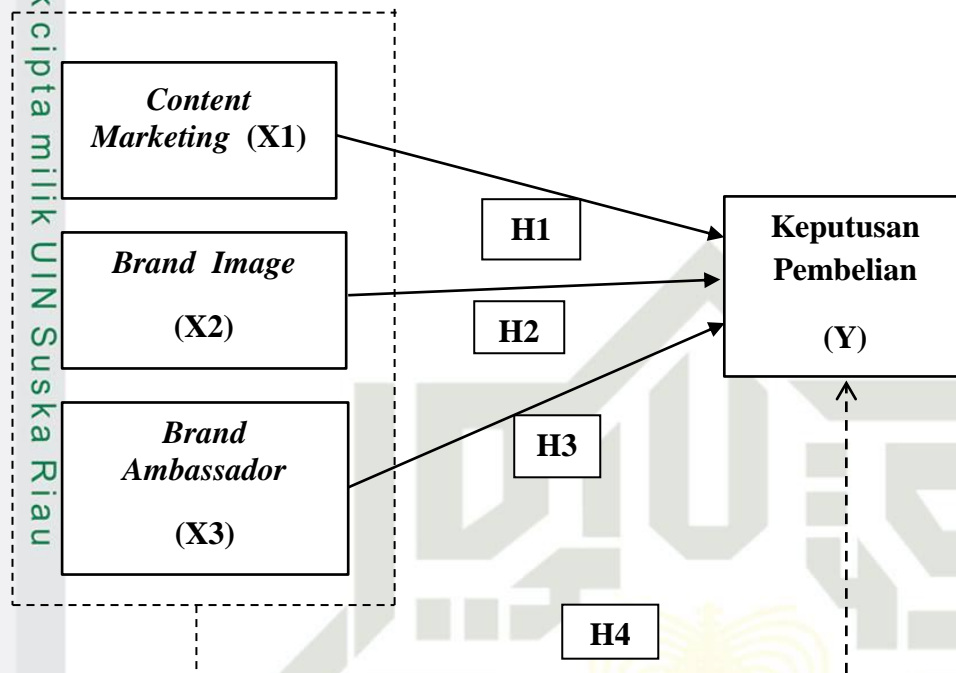 k cipta milik UIN Suska Riau
Content
Marketing (X1)
Brand Image
(X2)
Brand
Ambassador
(X3)
H1
H2
H3
H4
Keputusan
Pembelian
(Y)